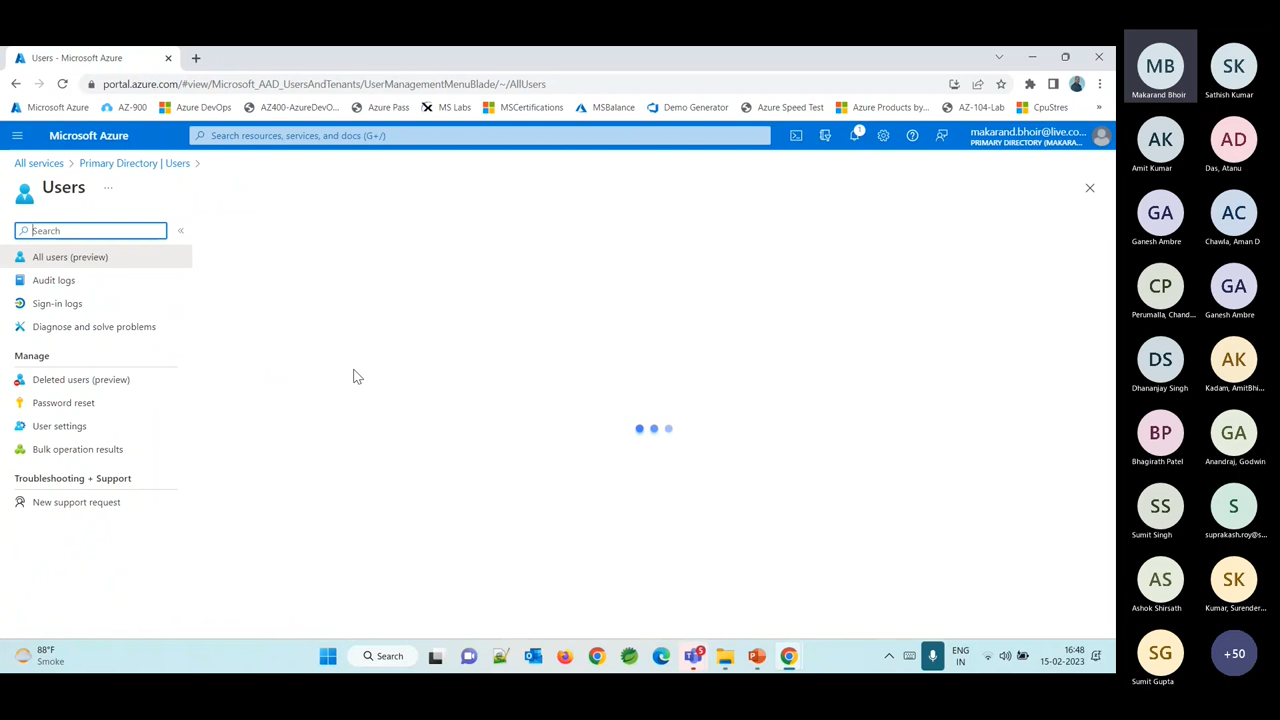 Users - Microsoft Azure
portal.azure.com/#view/Microsoft_AAD_UsersAndTenants/UserManagementMenuBlade/~/AllUsers
Microsoft Azure
AZ-900
Azure DevOps
AZ400-AzureDevO...
Azure Pass
MS Labs
MSCertifications
MSBalance
Demo Generator
Azure Speed Test
Azure Products by...
AZ-104-Lab
CpuStres
»
Microsoft Azure
Search resources, services, and docs (G+/)
1
makarand.bhoir@live.co...
PRIMARY DIRECTORY (MAKARA...
All services > Primary Directory | Users >
Users
...
Search
«
All users (preview)
Audit logs
Sign-in logs
Diagnose and solve problems
Manage
Deleted users (preview)
Password reset
User settings
Bulk operation results
Troubleshooting + Support
New support request
88°F
Smoke
Search
5
ENG
IN
16:48
15-02-2023
MB
Makarand Bhoir
SK
Sathish Kumar
AK
Amit Kumar
AD
Das, Atanu
GA
Ganesh Ambre
AC
Chawla, Aman D
CP
Perumalla, Chand...
GA
Ganesh Ambre
DS
Dhananjay Singh
AK
Kadam, AmitBhi...
BP
Bhagirath Patel
GA
Anandraj, Godwin
SS
Sumit Singh
S
suprakash.roy@s...
AS
Ashok Shirsath
SK
Kumar, Surender...
SG
Sumit Gupta
+50